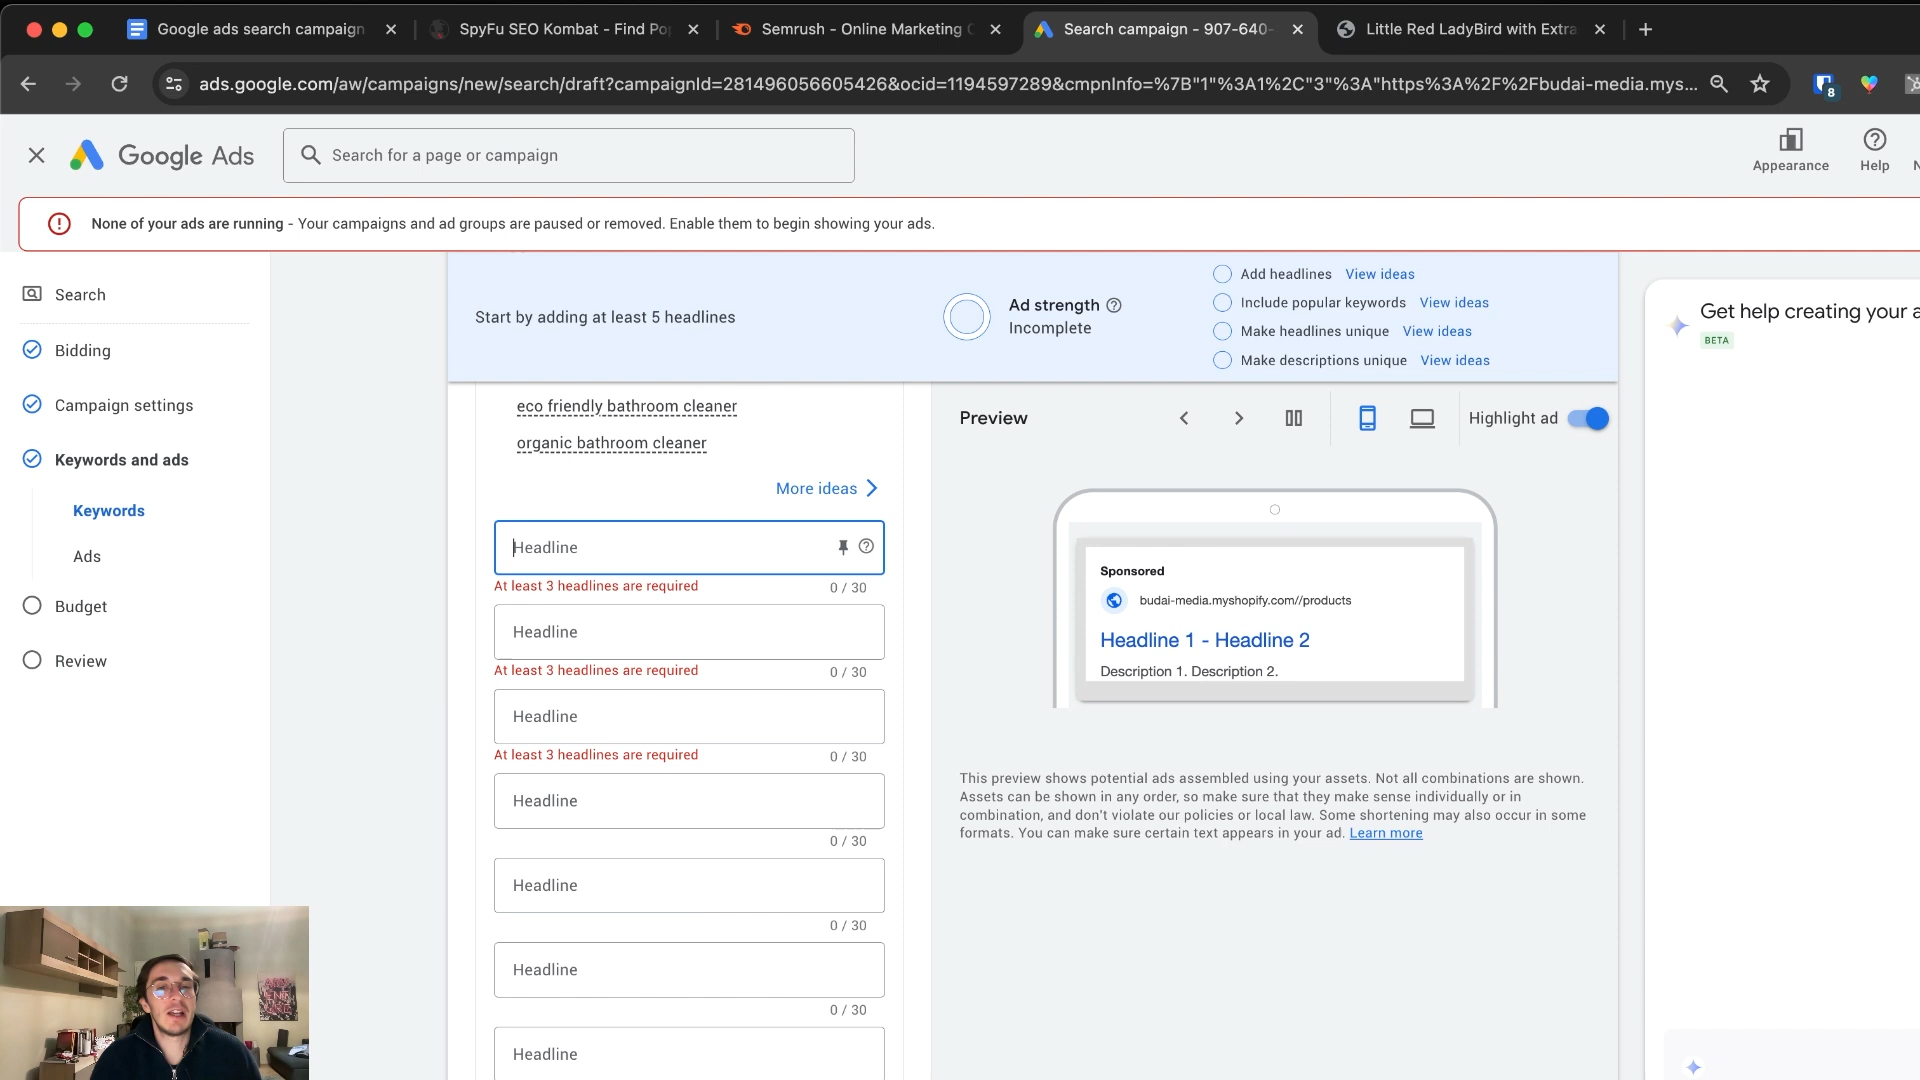 Google ads search campaign
SpyFu SEO Kombat - Find Po
Semrush - Online Marketing
Search campaign - 907-640-
Little Red LadyBird with Extra
ads.google.com/aw/campaigns/new/search/draft?campaignId=281496056605426&ocid=1194597289&cmpnInfo=%7B"1"%3A1%2C"3"%3A"https%3A%2F%2Fbudai-media.mys...
8
Google Ads
Search for a page or campaign
Appearance
Help
None of your ads are running - Your campaigns and ad groups are paused or removed. Enable them to begin showing your ads.
Search
Bidding
Campaign settings
Keywords and ads
Keywords
Ads
Budget
Review
Start by adding at least 5 headlines
Ad strength
Incomplete
Add headlines View ideas
Include popular keywords View ideas
Make headlines unique View ideas
Make descriptions unique View ideas
eco friendly bathroom cleaner
organic bathroom cleaner
More ideas
Headline
At least 3 headlines are required 0 / 30
Headline
At least 3 headlines are required 0 / 30
Headline
At least 3 headlines are required 0 / 30
Headline
0 / 30
Headline
0 / 30
Headline
0 / 30
Headline
Preview
Highlight ad
Sponsored
budai-media.myshopify.com//products
Headline 1 - Headline 2
Description 1. Description 2.
This preview shows potential ads assembled using your assets. Not all combinations are shown.
Assets can be shown in any order, so make sure that they make sense individually or in
combination, and don't violate our policies or local law. Some shortening may also occur in some
formats. You can make sure certain text appears in your ad. Learn more
Get help creating your a
BETA